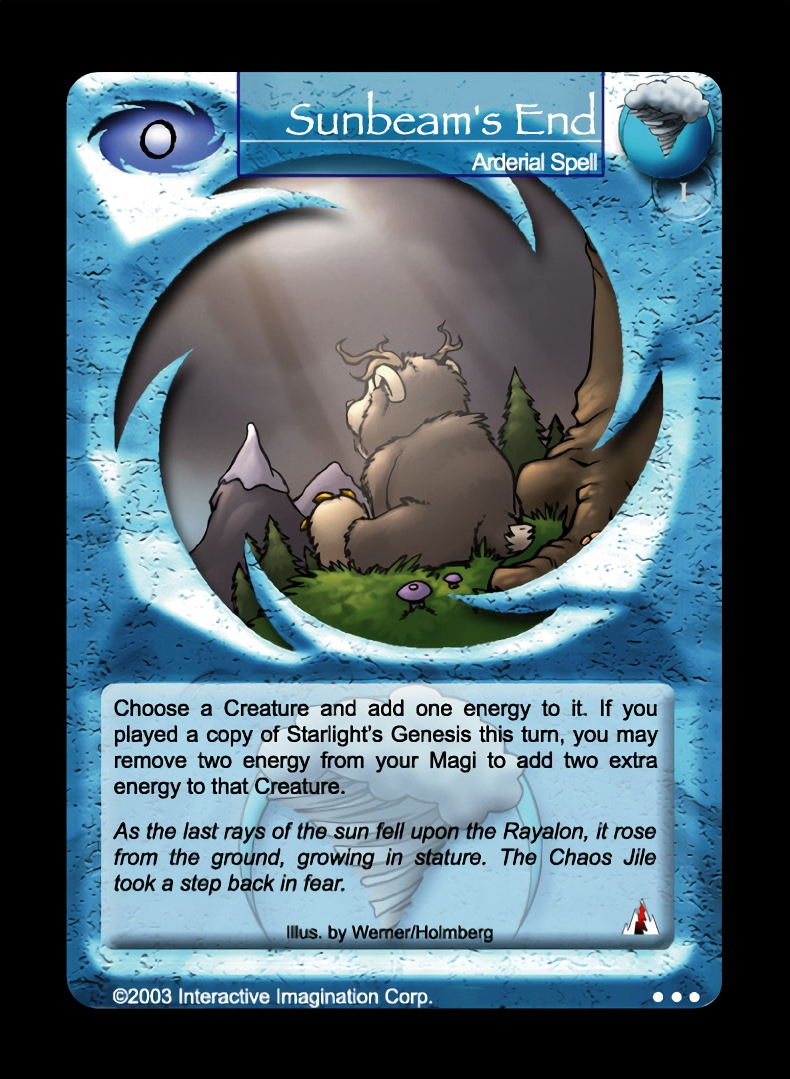 0
Sunbeam's End
Arderial Spell
I
Choose a Creature and add one energy to it. If you
played a copy of Starlight's Genesis this turn, you may
remove two energy from your Magi to add two extra
energy to that Creature.
As the last rays of the sun fell upon the Rayalon, it rose
from the ground, growing in stature. The Chaos Jile
took a step back in fear.
Illus. by Werner/Holmberg
©2003 Interactive Imagination Corp.